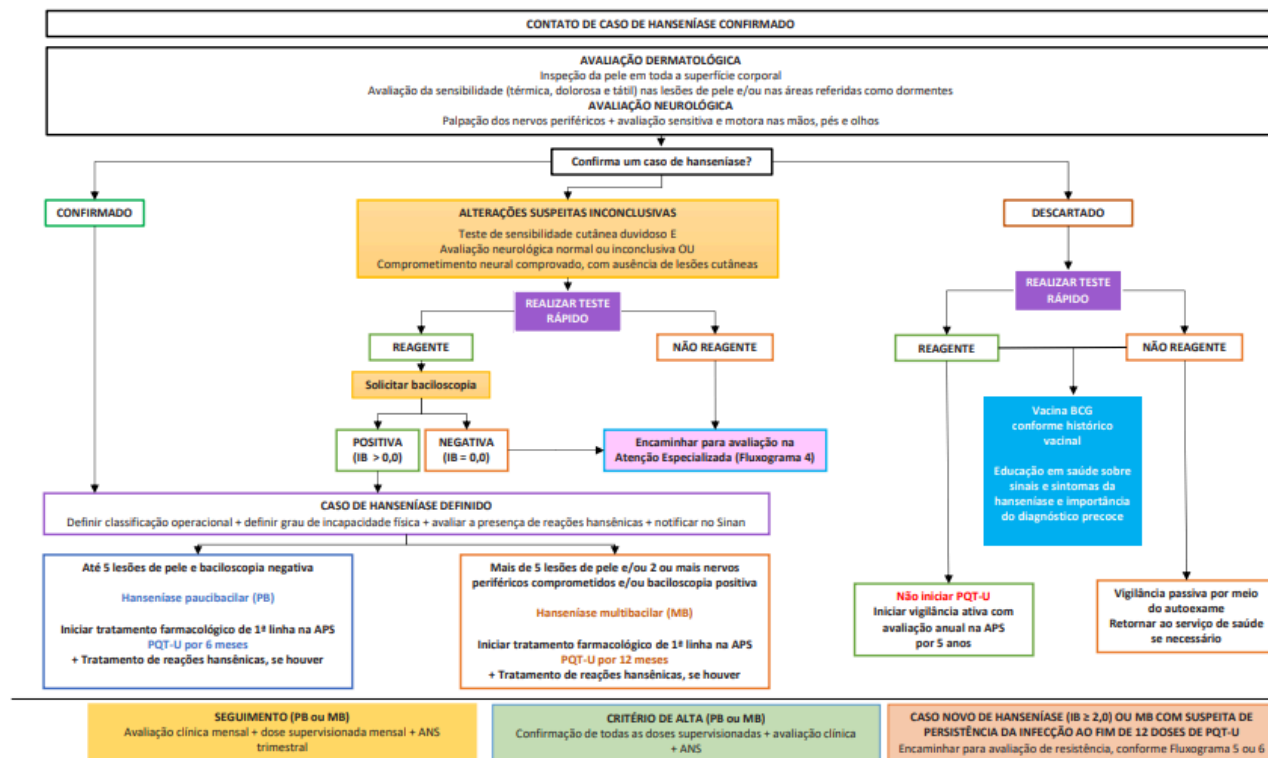 CONTATO DE CASO DE HANSENÍASE CONFIRMADO
AVALIAÇÃO DERMATOLÓGICA
Inspeção da pele em toda a superfície corporal
Avaliação da sensibilidade (térmica, dolorosa e tátil) nas lesões de pele e/ou nas áreas referidas como dormentes
AVALIAÇÃO NEUROLÓGICA
Palpação dos nervos periféricos + avaliação sensitiva e motora nas mãos, pés e olhos
Confirma um caso de hanseníase?
CONFIRMADO
ALTERAÇÕES SUSPEITAS INCONCLUSIVAS
Teste de sensibilidade cutânea duvidoso E
Avaliação neurológica normal ou inconclusiva OU
Comprometimento neural comprovado, com ausência de lesões cutâneas
DESCARTADO
REALIZAR TESTE
RÁPIDO
REAGENTE
NÃO REAGENTE
Solicitar baciloscopia
POSITIVA
(IB > 0,0)
NEGATIVA
(IB = 0,0)
Encaminhar para avaliação na
Atenção Especializada (Fluxograma 4)
REALIZAR TESTE
RÁPIDO
REAGENTE
NÃO REAGENTE
Vacina BCG
conforme histórico
vacinal
Educação em saúde sobre
sinais e sintomas da
hanseníase e importância
do diagnóstico precoce
CASO DE HANSENÍASE DEFINIDO
Definir classificação operacional + definir grau de incapacidade física + avaliar a presença de reações hansênicas + notificar no Sinan
Até 5 lesões de pele e baciloscopia negativa
Hanseníase paucibacilar (PB)
Iniciar tratamento farmacológico de 1ª linha na APS
PQT-U por 6 meses
+ Tratamento de reações hansênicas, se houver
Mais de 5 lesões de pele e/ou 2 ou mais nervos
periféricos comprometidos e/ou baciloscopia positiva
Hanseníase multibacilar (MB)
Iniciar tratamento farmacológico de 1ª linha na APS
PQT-U por 12 meses
+ Tratamento de reações hansênicas, se houver
Não iniciar PQT-U
Iniciar vigilância ativa com
avaliação anual na APS
por 5 anos
Vigilância passiva por meio
do autoexame
Retornar ao serviço de saúde
se necessário
SEGUIMENTO (PB ou MB)
Avaliação clínica mensal + dose supervisionada mensal + ANS
trimestral
CRITÉRIO DE ALTA (PB ou MB)
Confirmação de todas as doses supervisionadas + avaliação clínica
+ ANS
CASO NOVO DE HANSENÍASE (IB ≥ 2,0) OU MB COM SUSPEITA DE
PERSISTÊNCIA DA INFECÇÃO AO FIM DE 12 DOSES DE PQT-U
Encaminhar para avaliação de resistência, conforme Fluxograma 5 ou 6